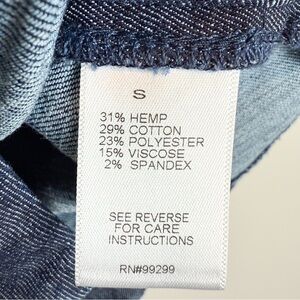 S
31% HEMP
29% COTTON
23% POLYESTER
15% VISCOSE
2% SPANDEX
SEE REVERSE
FOR CARE
INSTRUCTIONS
RN#99299